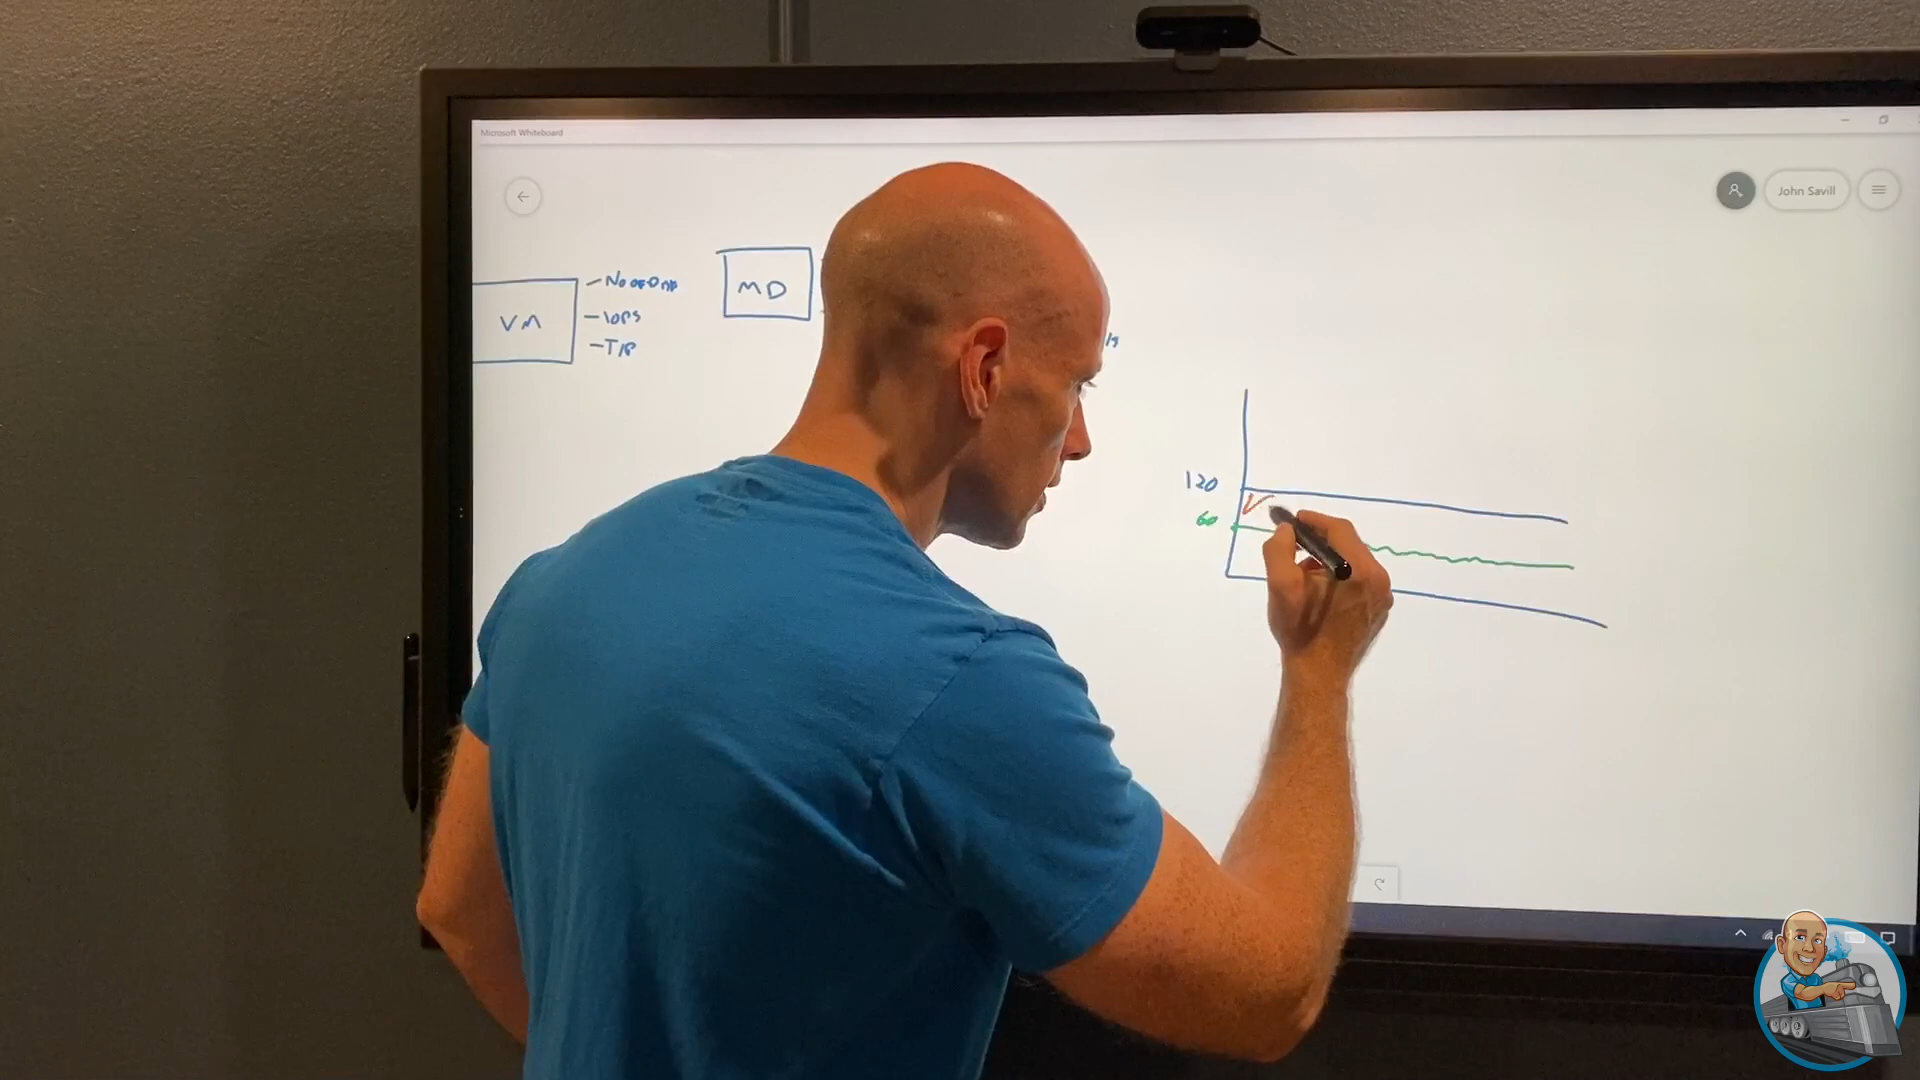 Microsoft Whiteboard
John Savill
MD
VM
-IOPS
-T/P
120
60